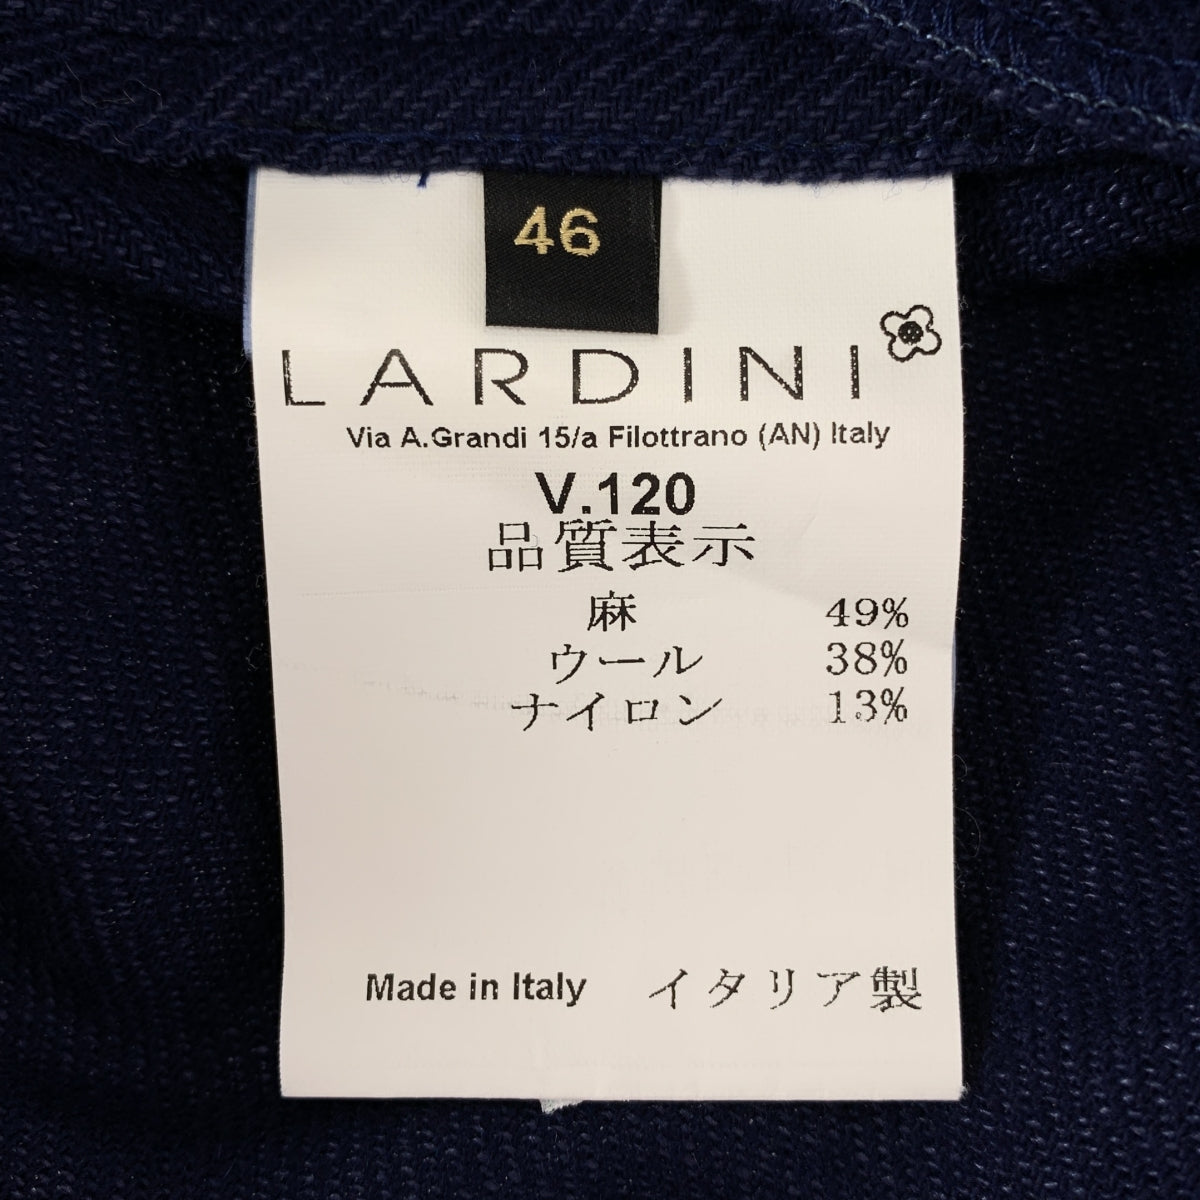 46
LARDINI
Via A.Grandi 15/a Filottrano (AN) Italy
V.120
品質表示
麻 49%
ウール 38%
ナイロン 13%
Made in Italy イタリア製